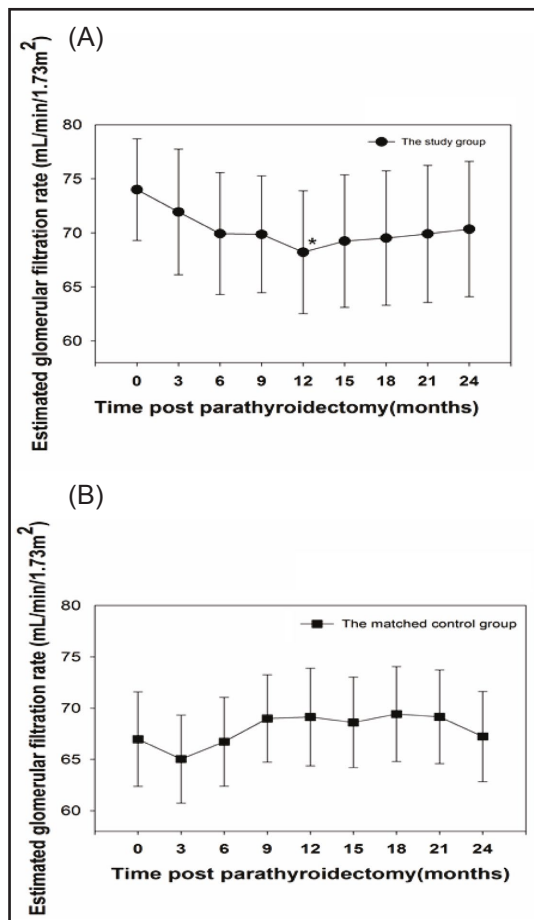 (A)
Estimated glomerular filtration rate (mL/min/1.73m²)
80
75
70
65
60
The study group
*
0 3 6 9 12 15 18 21 24
Time post parathyroidectomy(months)
(B)
Estimated glomerular filtration rate (mL/min/1.73m²)
80
75
70
65
60
The matched control group
0 3 6 9 12 15 18 21 24
Time post parathyroidectomy(months)